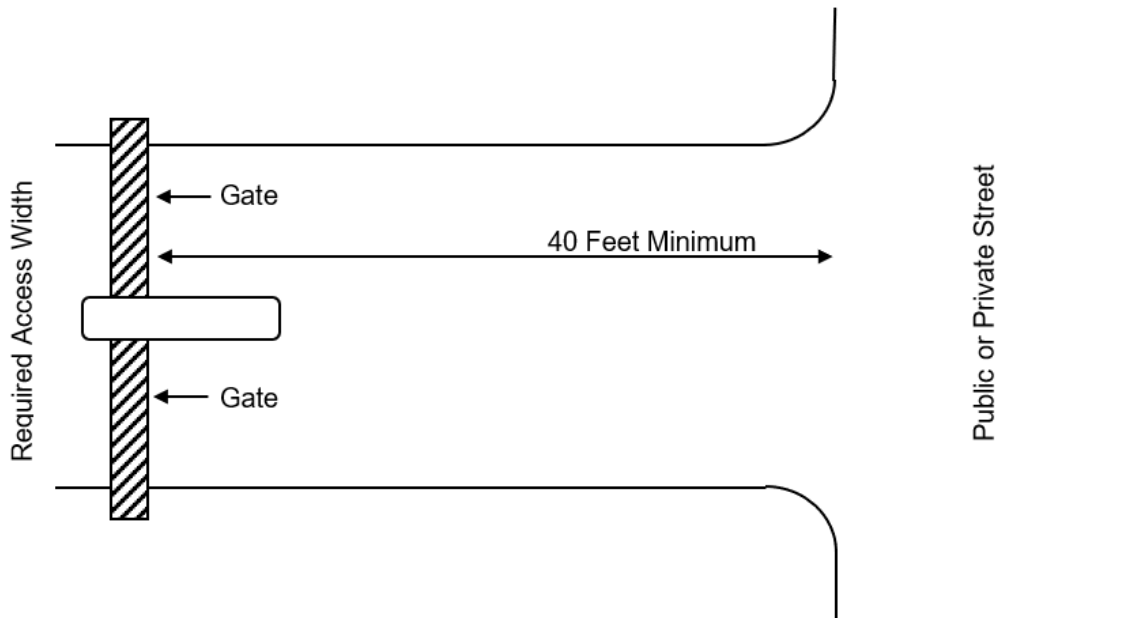 Required Access Width
Gate
40 Feet Minimum
Gate
Public or Private Street